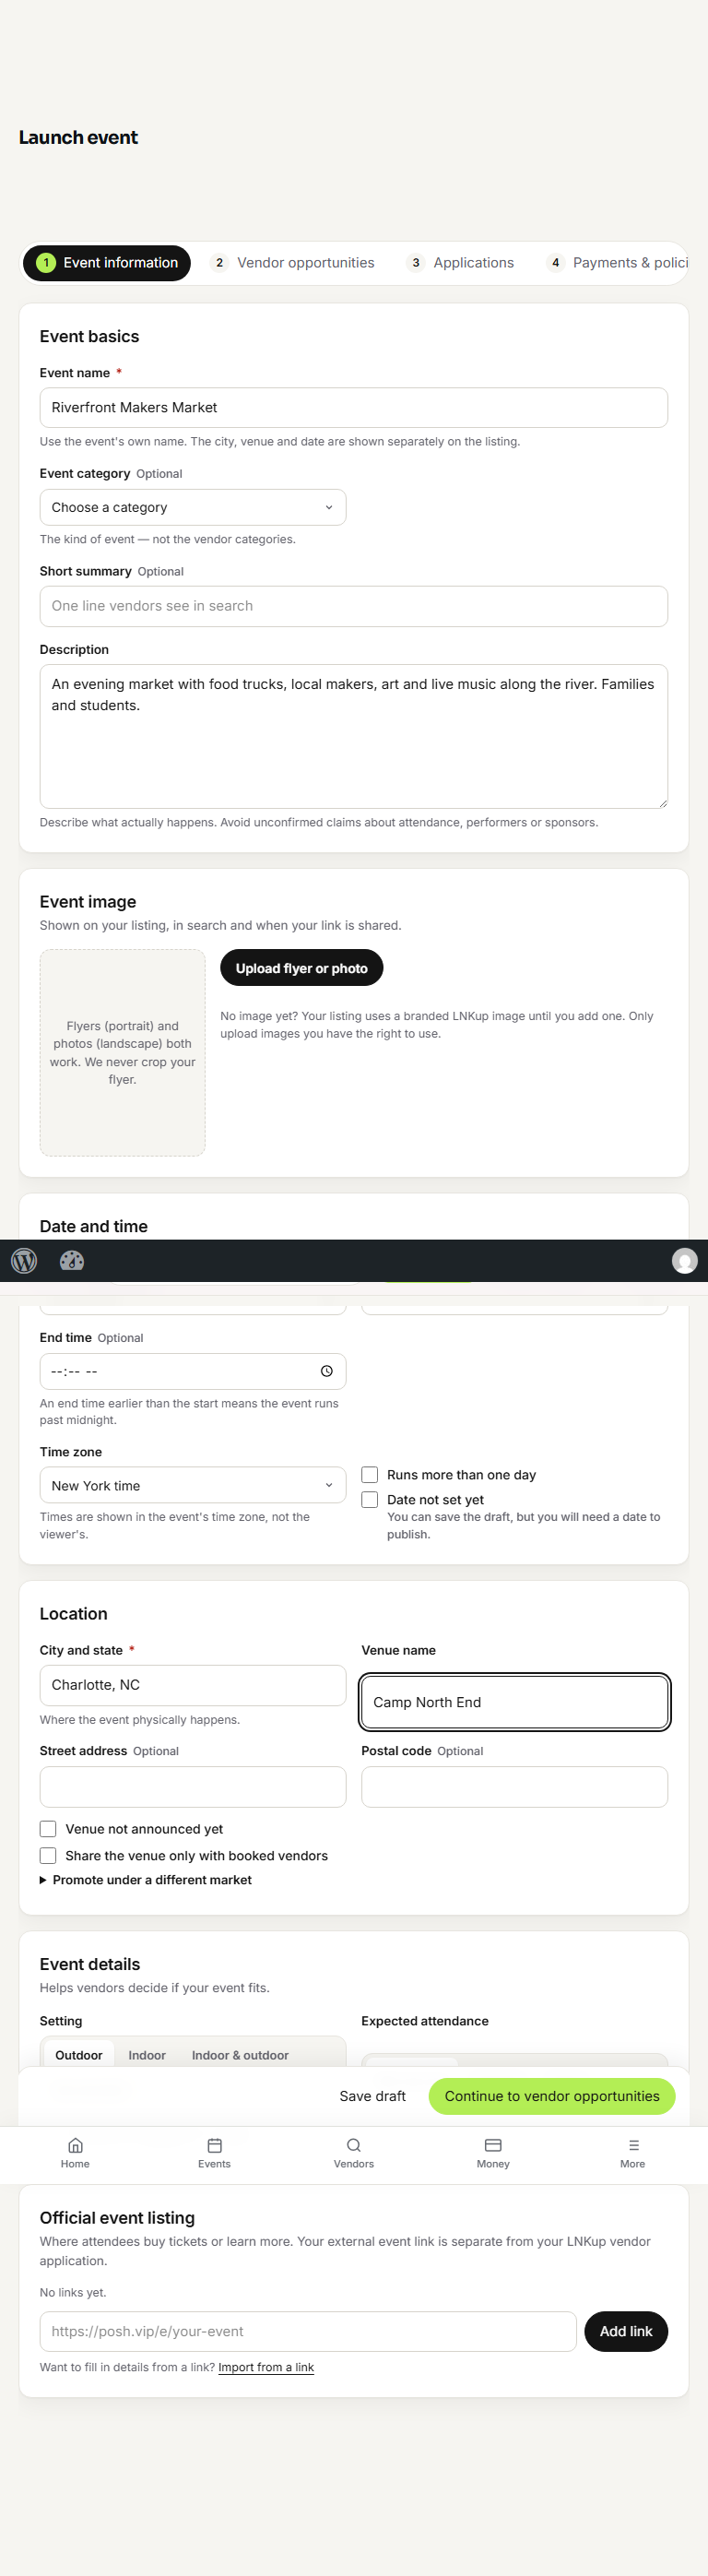 Launch event
1 Event information
2 Vendor opportunities
3 Applications
4 Payments & polici
Event basics
Event name *
Riverfront Makers Market
Use the event's own name. The city, venue and date are shown separately on the listing.
Event category Optional
Choose a category
The kind of event — not the vendor categories.
Short summary Optional
One line vendors see in search
Description
An evening market with food trucks, local makers, art and live music along the river. Families
and students.
Describe what actually happens. Avoid unconfirmed claims about attendance, performers or sponsors.
Event image
Shown on your listing, in search and when your link is shared.
Flyers (portrait) and
photos (landscape) both
work. We never crop your
flyer.
Upload flyer or photo
No image yet? Your listing uses a branded LNKup image until you add one. Only
upload images you have the right to use.
Date and time
End time Optional
--:-- --
An end time earlier than the start means the event runs
past midnight.
Time zone
New York time
Times are shown in the event's time zone, not the
viewer's.
Runs more than one day
Date not set yet
You can save the draft, but you will need a date to
publish.
Location
City and state *
Charlotte, NC
Where the event physically happens.
Venue name
Camp North End
Street address Optional
Postal code Optional
Venue not announced yet
Share the venue only with booked vendors
Promote under a different market
Event details
Helps vendors decide if your event fits.
Setting
Outdoor
Indoor
Indoor & outdoor
Expected attendance
Save draft
Continue to vendor opportunities
Home
Events
Vendors
Money
More
Official event listing
Where attendees buy tickets or learn more. Your external event link is separate from your LNKup vendor
application.
No links yet.
https://posh.vip/e/your-event
Add link
Want to fill in details from a link? Import from a link